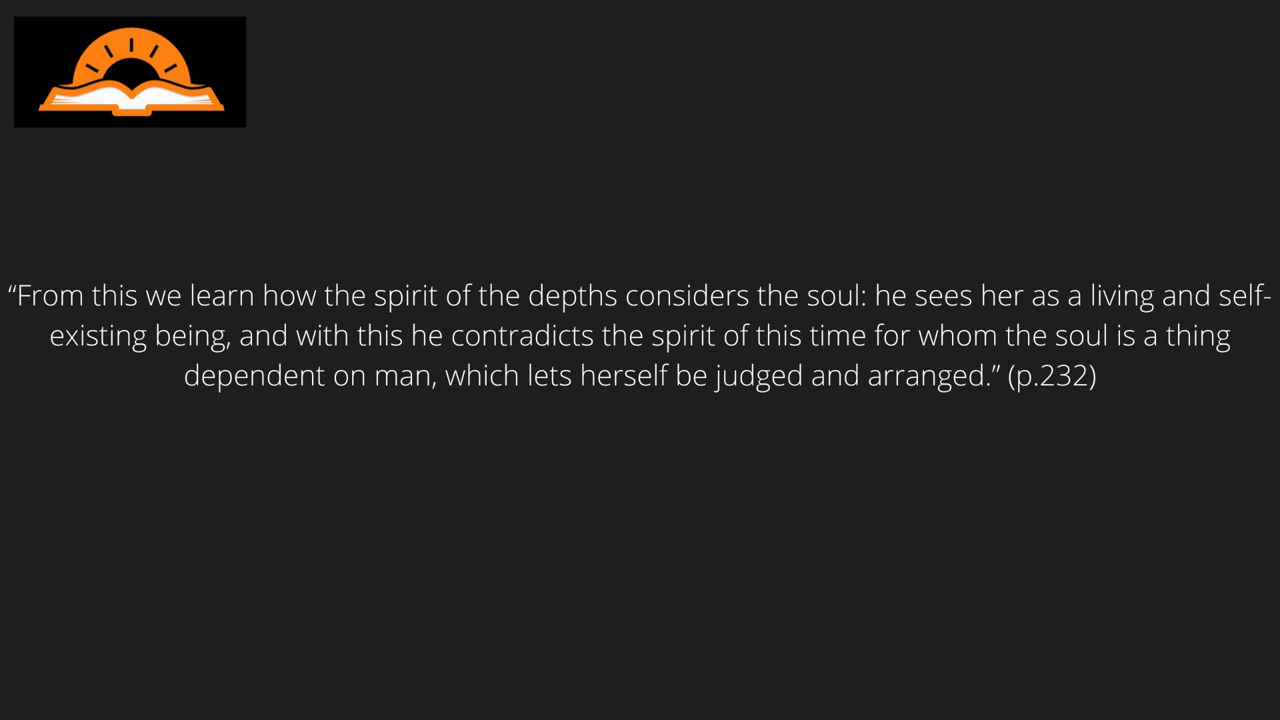 “From this we learn how the spirit of the depths considers the soul: he sees her as a living and self-
existing being, and with this he contradicts the spirit of this time for whom the soul is a thing
dependent on man, which lets herself be judged and arranged.” (p.232)